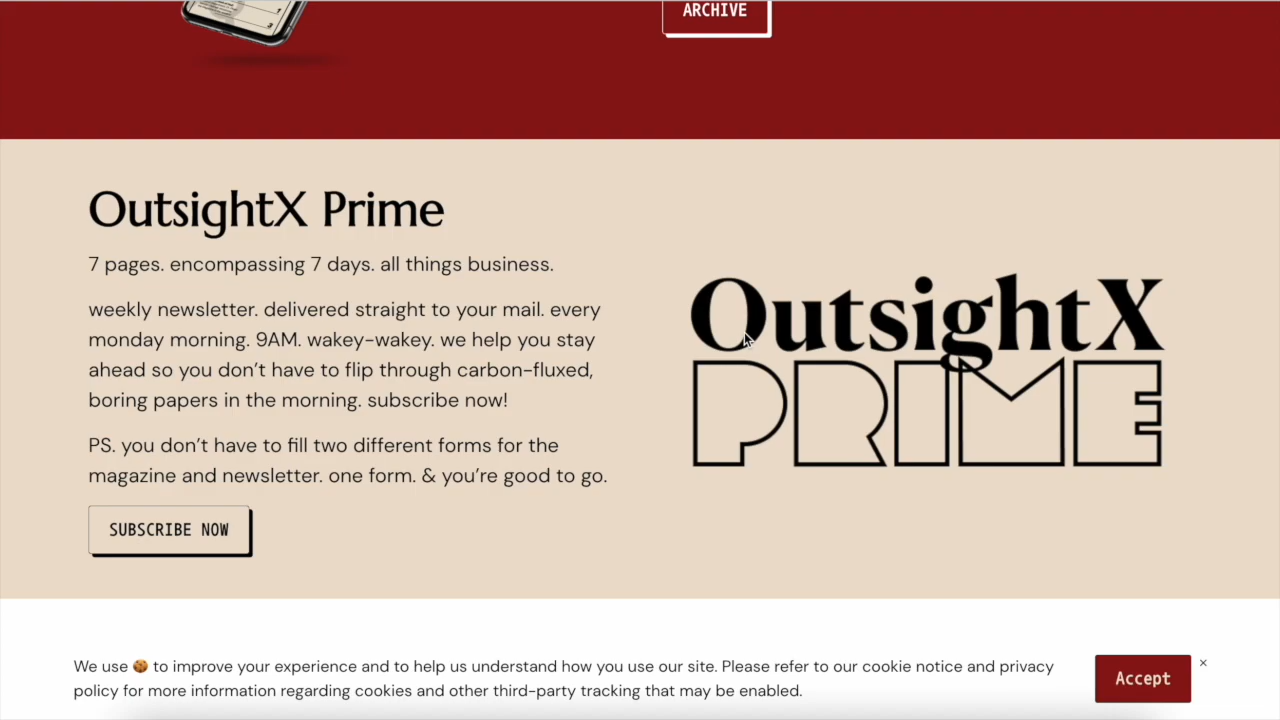 ARCHIVE
OutsightX Prime
7 pages. encompassing 7 days. all things business.
weekly newsletter. delivered straight to your mail. every
monday morning. 9AM. wakey-wakey. we help you stay
ahead so you don't have to flip through carbon-fluxed,
boring papers in the morning. subscribe now!
PS. you don't have to fill two different forms for the
magazine and newsletter. one form. & you're good to go.
SUBSCRIBE NOW
OutsightX
PRIME
We use 🍪 to improve your experience and to help us understand how you use our site. Please refer to our cookie notice and privacy
policy for more information regarding cookies and other third-party tracking that may be enabled.
Accept
×